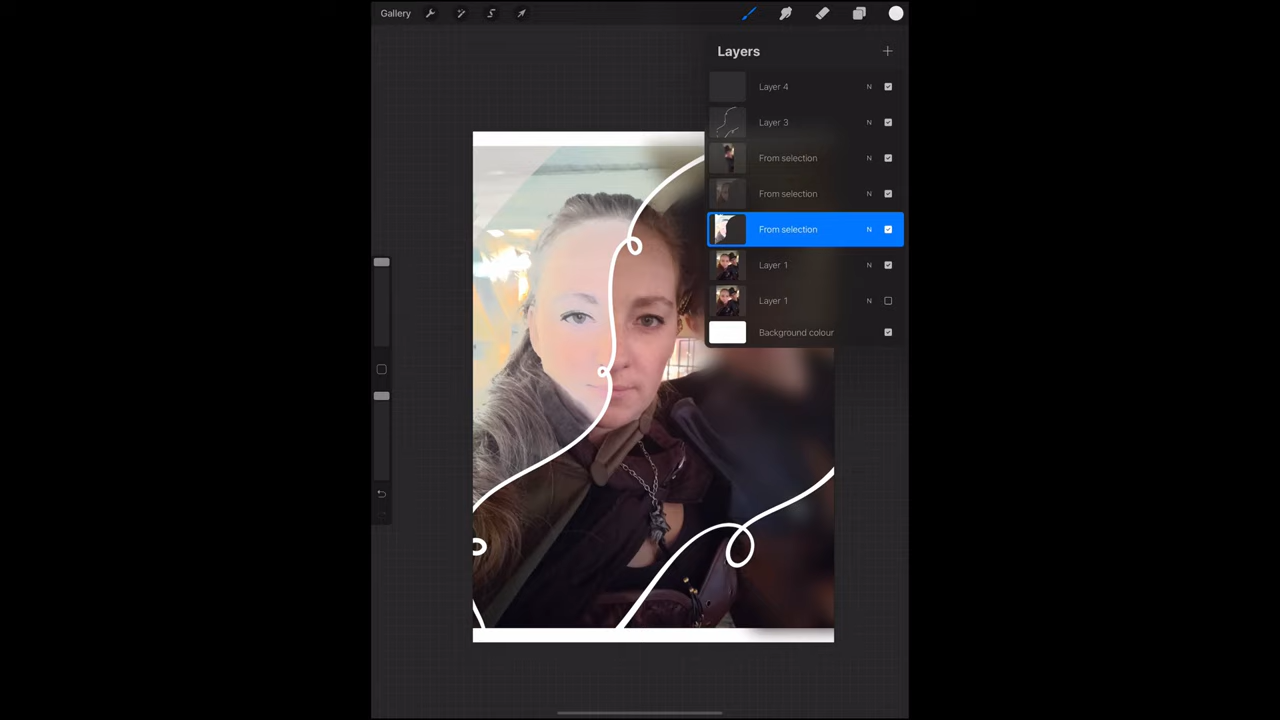 Gallery
Layers
Layer 4 N
Layer 3 N
From selection N
From selection N
From selection N
Layer 1 N
Layer 1 N
Background colour